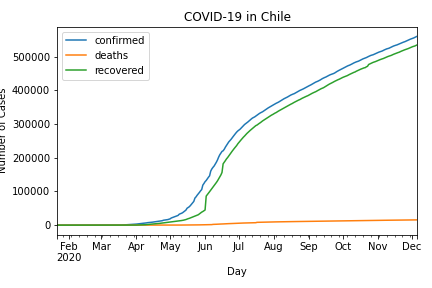 COVID-19 in Chile
confirmed
deaths
recovered
500000
400000
300000
200000
100000
0
Number of Cases
Feb Mar Apr May Jun Jul Aug Sep Oct Nov Dec
2020
Day